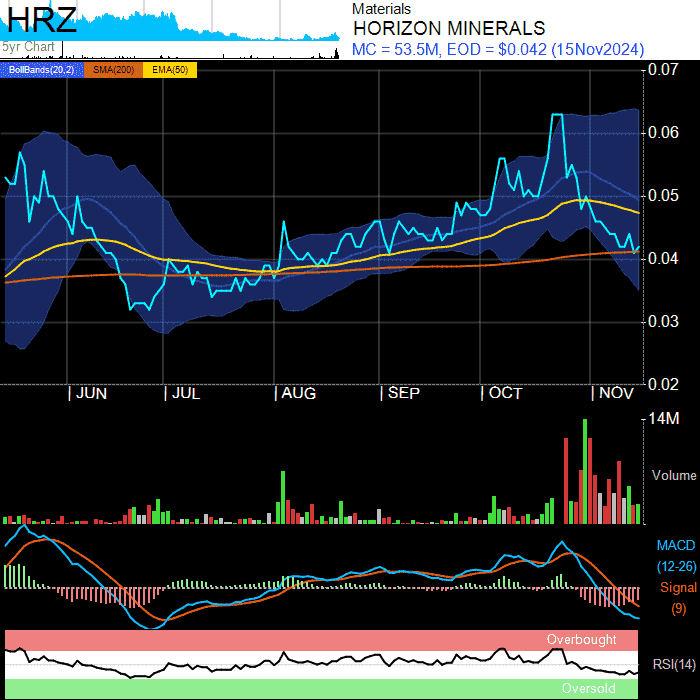 HRZ
5yr Chart
Materials
HORIZON MINERALS
MC = 53.5M, EOD = $0.042 (15Nov2024)
BollBands(20,2) SMA(200) EMA(50)
0.07
0.06
0.05
0.04
0.03
0.02
JUN JUL AUG SEP OCT NOV
14M
Volume
MACD
(12-26)
Signal
(9)
Overbought
RSI(14)
Oversold